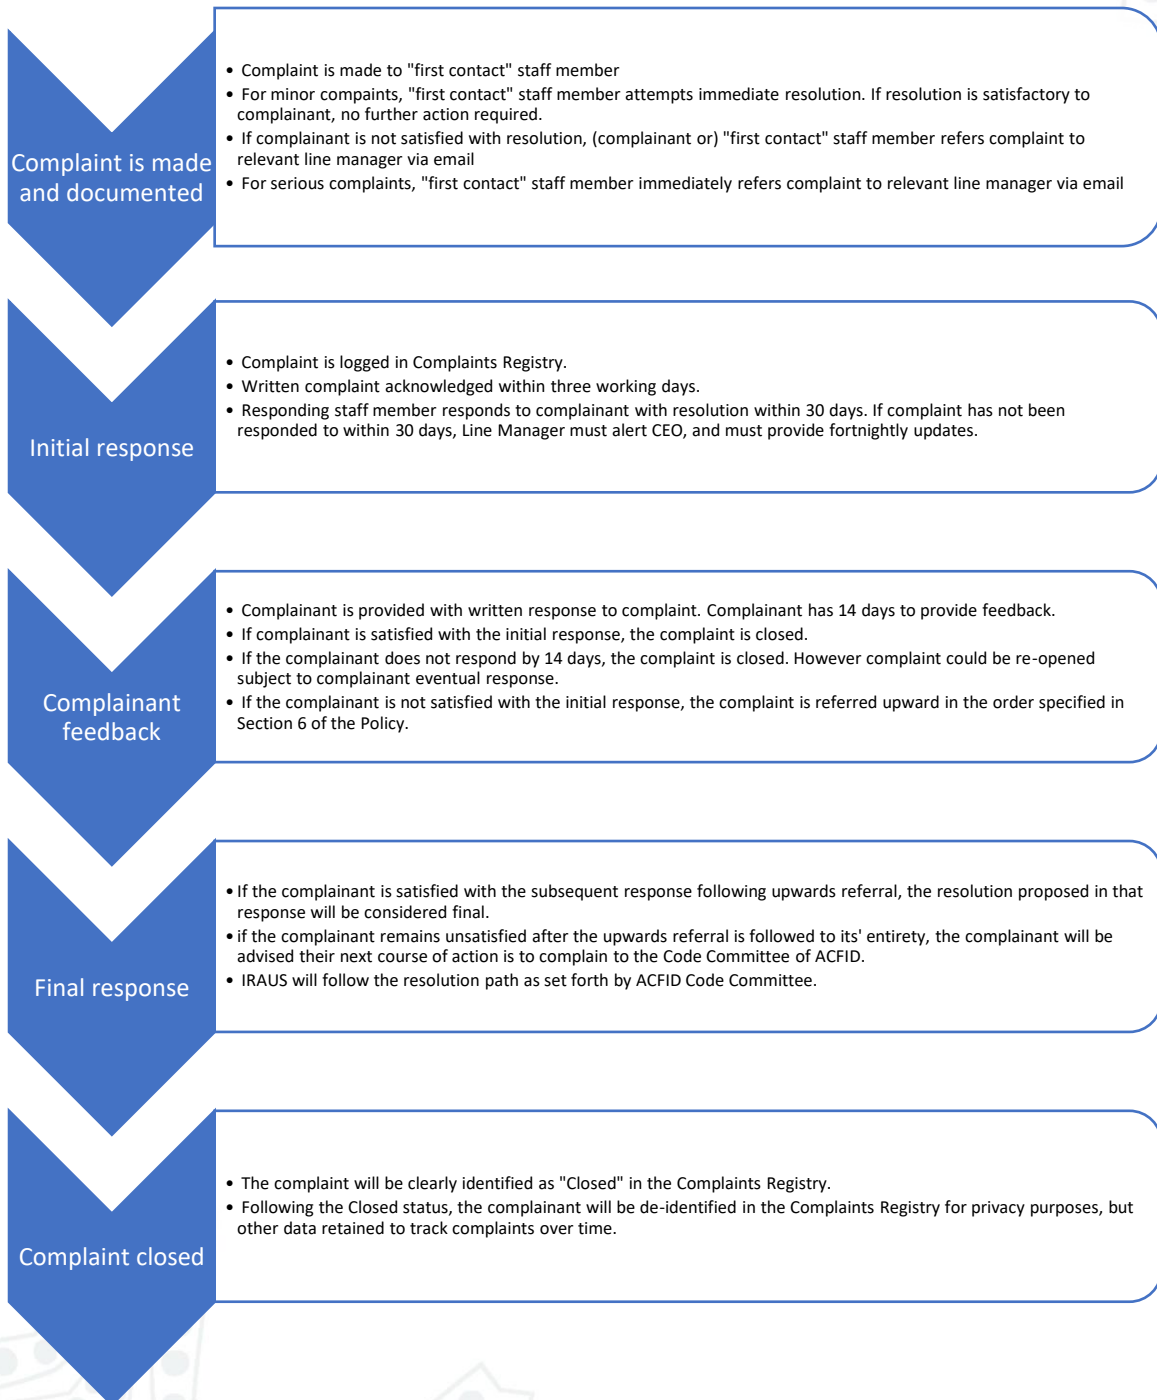 Complaint is made
and documented
• Complaint is made to "first contact" staff member
• For minor compaints, "first contact" staff member attempts immediate resolution. If resolution is satisfactory to
complainant, no further action required.
• If complainant is not satisfied with resolution, (complainant or) "first contact" staff member refers complaint to
relevant line manager via email
• For serious complaints, "first contact" staff member immediately refers complaint to relevant line manager via email
Initial response
• Complaint is logged in Complaints Registry.
• Written complaint acknowledged within three working days.
• Responding staff member responds to complainant with resolution within 30 days. If complaint has not been
responded to within 30 days, Line Manager must alert CEO, and must provide fortnightly updates.
Complainant
feedback
• Complainant is provided with written response to complaint. Complainant has 14 days to provide feedback.
• If complainant is satisfied with the initial response, the complaint is closed.
• If the complainant does not respond by 14 days, the complaint is closed. However complaint could be re-opened
subject to complainant eventual response.
• If the complainant is not satisfied with the initial response, the complaint is referred upward in the order specified in
Section 6 of the Policy.
Final response
• If the complainant is satisfied with the subsequent response following upwards referral, the resolution proposed in that
response will be considered final.
• if the complainant remains unsatisfied after the upwards referral is followed to its' entirety, the complainant will be
advised their next course of action is to complain to the Code Committee of ACFID.
• IRAUS will follow the resolution path as set forth by ACFID Code Committee.
Complaint closed
• The complaint will be clearly identified as "Closed" in the Complaints Registry.
• Following the Closed status, the complainant will be de-identified in the Complaints Registry for privacy purposes, but
other data retained to track complaints over time.